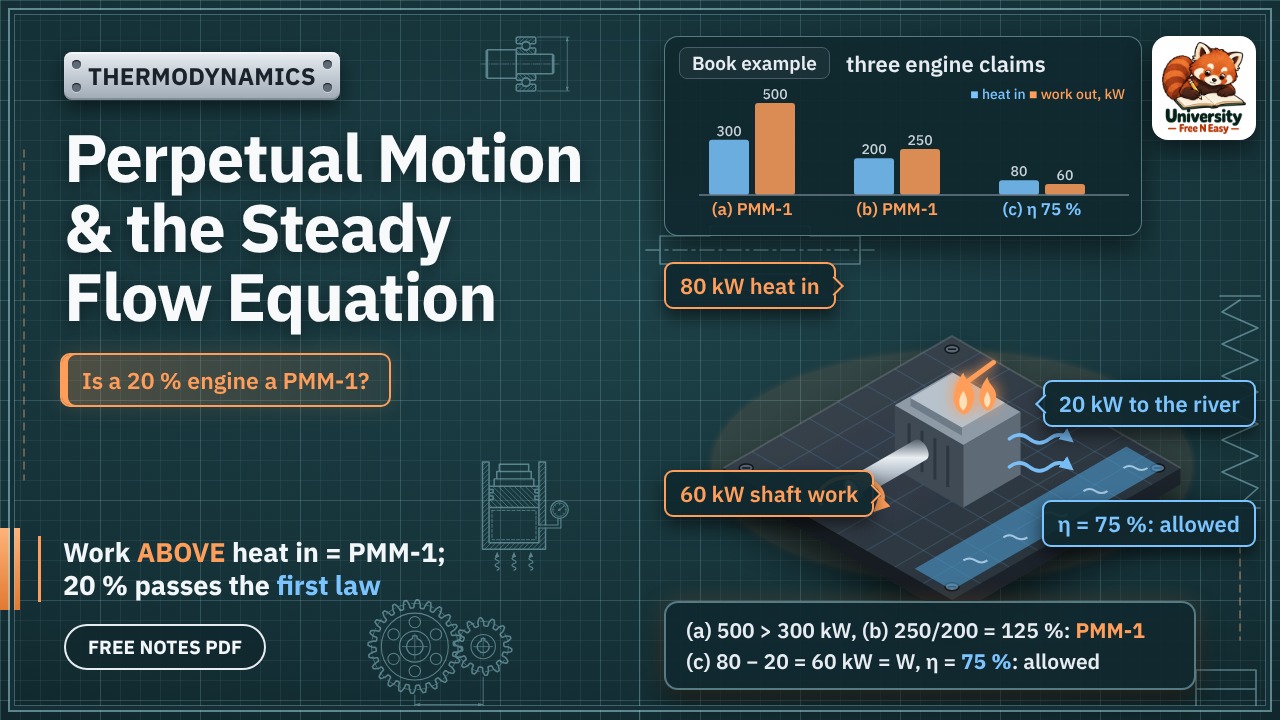 THERMODYNAMICS
Perpetual Motion
& the Steady
Flow Equation
Is a 20 % engine a PMM-1?
Work ABOVE heat in = PMM-1;
20 % passes the first law
FREE NOTES PDF
Book example three engine claims
■ heat in ■ work out, kW
300 500
200 250
80 60
(a) PMM-1 (b) PMM-1 (c) η 75 %
University
Free N Easy
80 kW heat in
20 kW to the river
60 kW shaft work
η = 75 %: allowed
(a) 500 > 300 kW, (b) 250/200 = 125 %: PMM-1
(c) 80 – 20 = 60 kW = W, η = 75 %: allowed